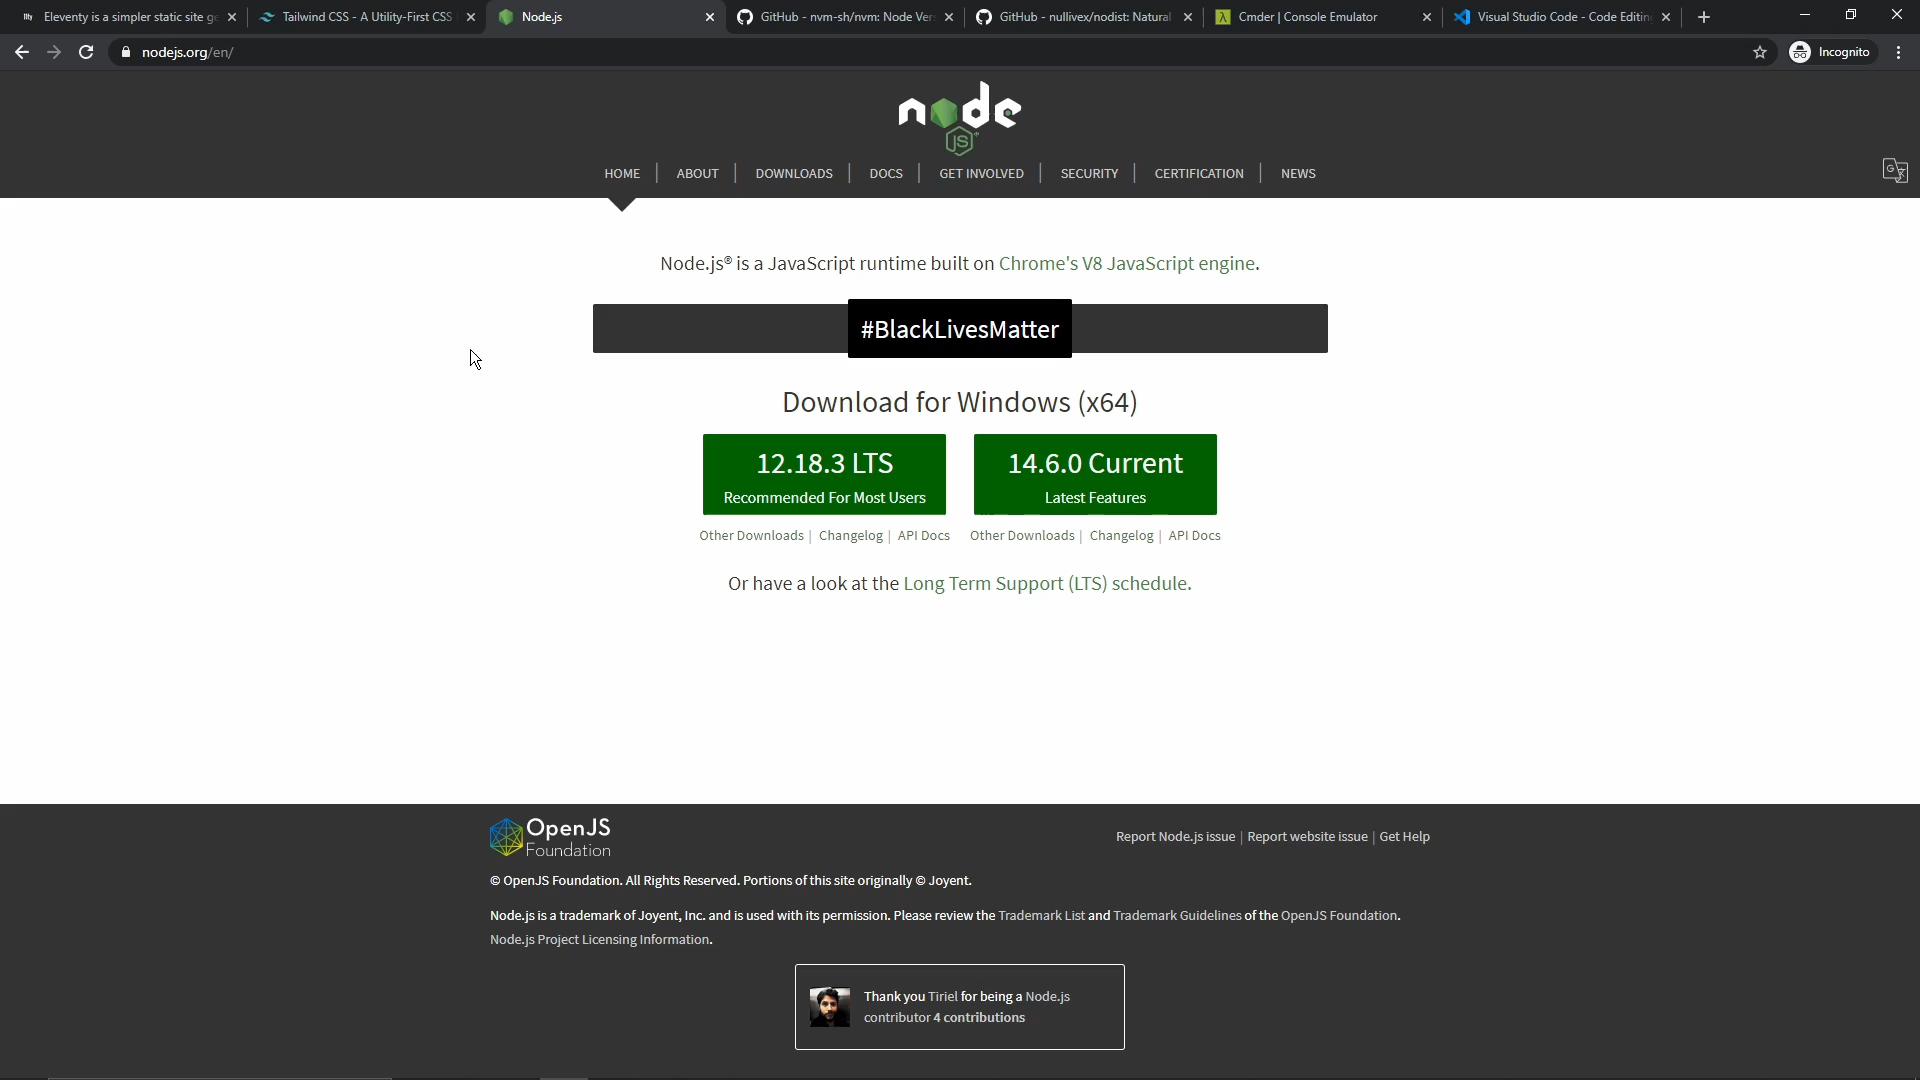 11ty Eleventy is a simpler static site ge
Tailwind CSS - A Utility-First CSS
Node.js
GitHub - nvm-sh/nvm: Node Ver
GitHub - nullivex/nodist: Natural
Cmder | Console Emulator
Visual Studio Code - Code Editin
nodejs.org/en/
Incognito
node
JS
HOME | ABOUT | DOWNLOADS | DOCS | GET INVOLVED | SECURITY | CERTIFICATION | NEWS
Node.js® is a JavaScript runtime built on Chrome's V8 JavaScript engine.
#BlackLivesMatter
Download for Windows (x64)
12.18.3 LTS
Recommended For Most Users
14.6.0 Current
Latest Features
Other Downloads | Changelog | API Docs
Other Downloads | Changelog | API Docs
Or have a look at the Long Term Support (LTS) schedule.
OpenJS
Foundation
Report Node.js issue | Report website issue | Get Help
© OpenJS Foundation. All Rights Reserved. Portions of this site originally © Joyent.
Node.js is a trademark of Joyent, Inc. and is used with its permission. Please review the Trademark List and Trademark Guidelines of the OpenJS Foundation.
Node.js Project Licensing Information.
Thank you Tiriel for being a Node.js
contributor 4 contributions